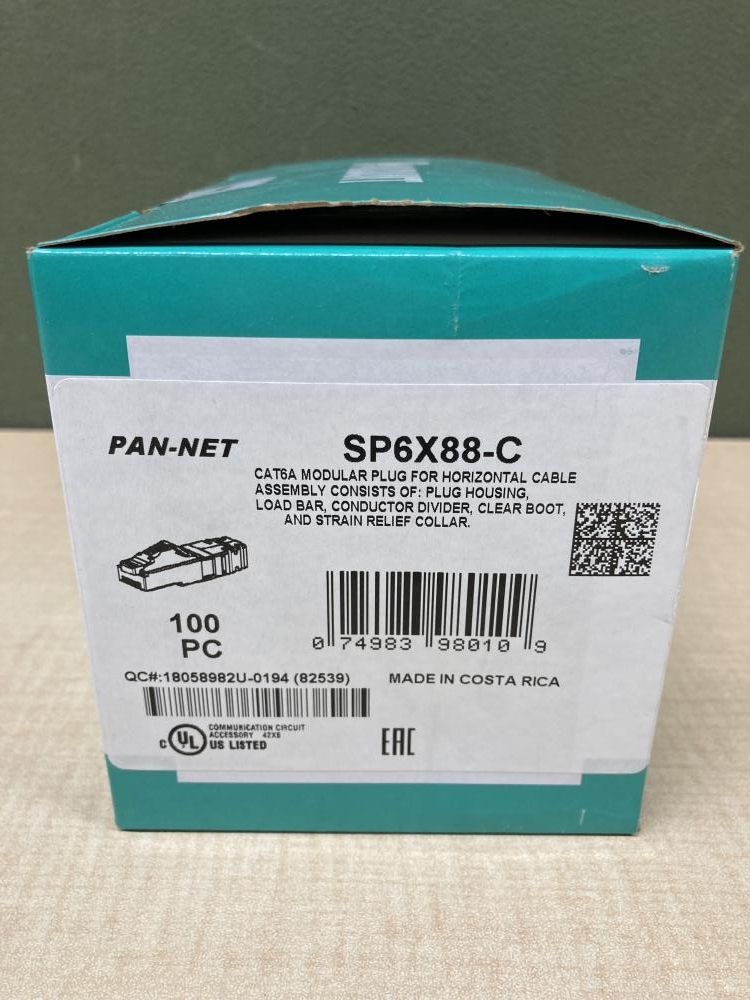 PAN-NET
SP6X88-C
CAT6A MODULAR PLUG FOR HORIZONTAL CABLE
ASSEMBLY CONSISTS OF: PLUG HOUSING,
LOAD BAR, CONDUCTOR DIVIDER, CLEAR BOOT,
AND STRAIN RELIEF COLLAR.
100
PC
0 74983 98010 9
QC#:18058982U-0194 (82539)
MADE IN COSTA RICA
COMMUNICATION CIRCUIT
ACCESSORY 42X6
C UL US LISTED
EAC